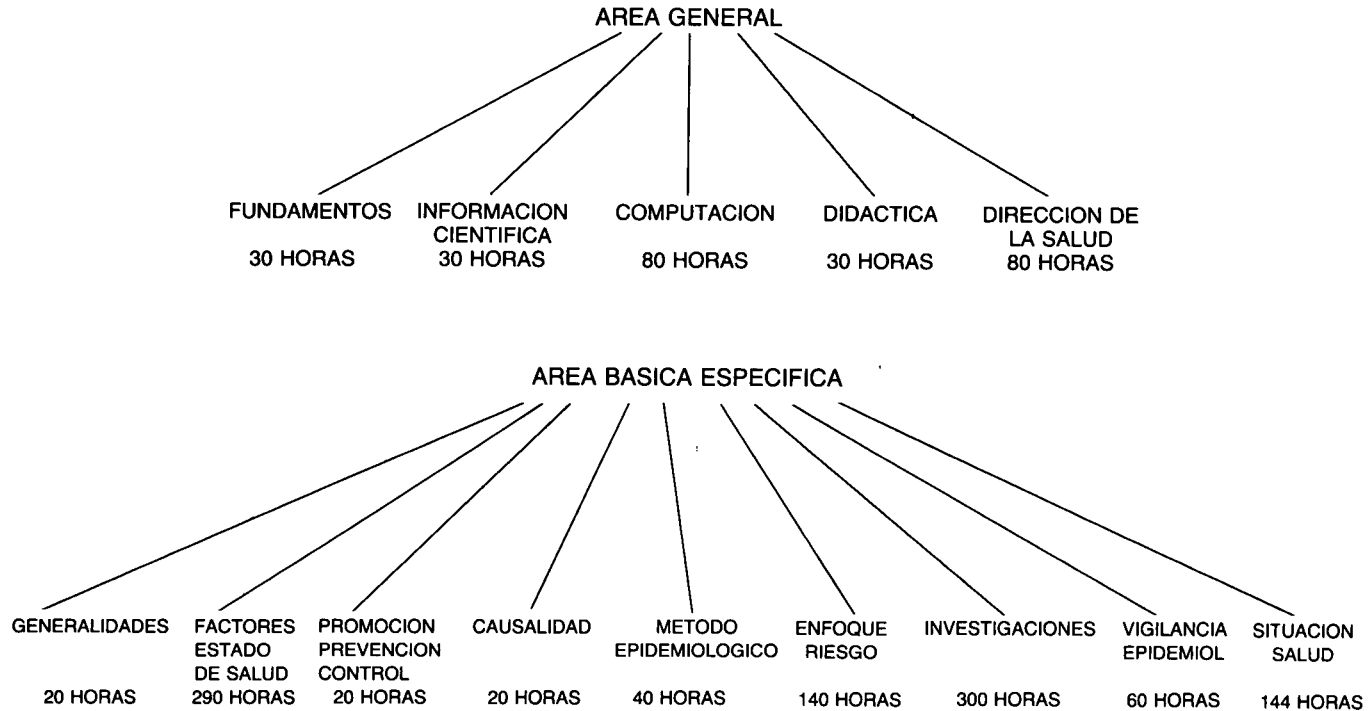 AREA GENERAL
FUNDAMENTOS INFORMACION CIENTIFICA COMPUTACION DIDACTICA DIRECCION DE LA SALUD
30 HORAS 30 HORAS 80 HORAS 30 HORAS 80 HORAS
AREA BASICA ESPECIFICA
GENERALIDADES FACTORES PROMOCION CAUSALIDAD METODO ENFOQUE INVESTIGACIONES VIGILANCIA SITUACION
ESTADO PREVENCION EPIDEMIOLOGICO RIESGO EPIDEMIOL SALUD
DE SALUD CONTROL
20 HORAS 290 HORAS 20 HORAS 20 HORAS 40 HORAS 140 HORAS 300 HORAS 60 HORAS 144 HORAS